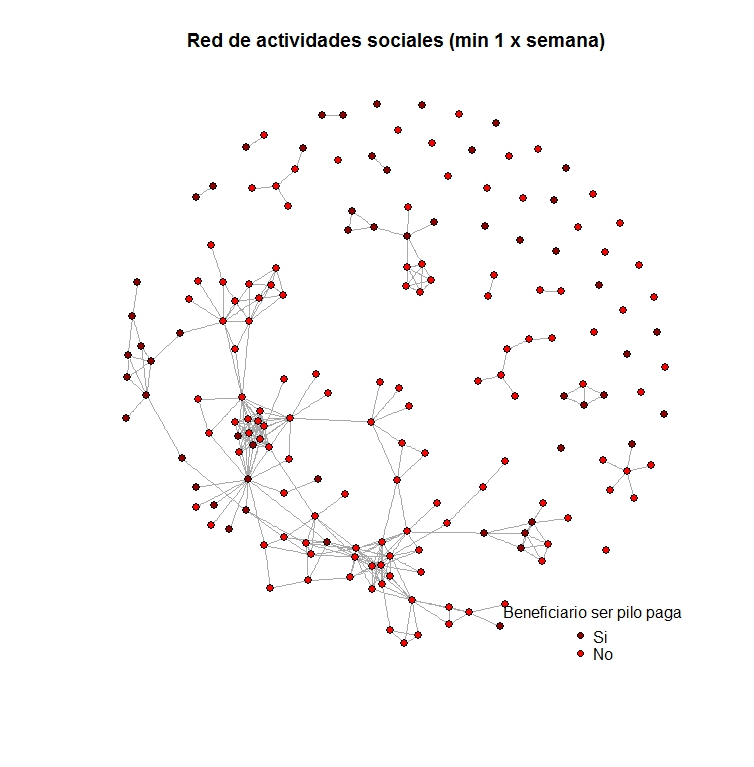 Red de actividades sociales (min 1 x semana)
Beneficiario ser pilo paga
Si
No